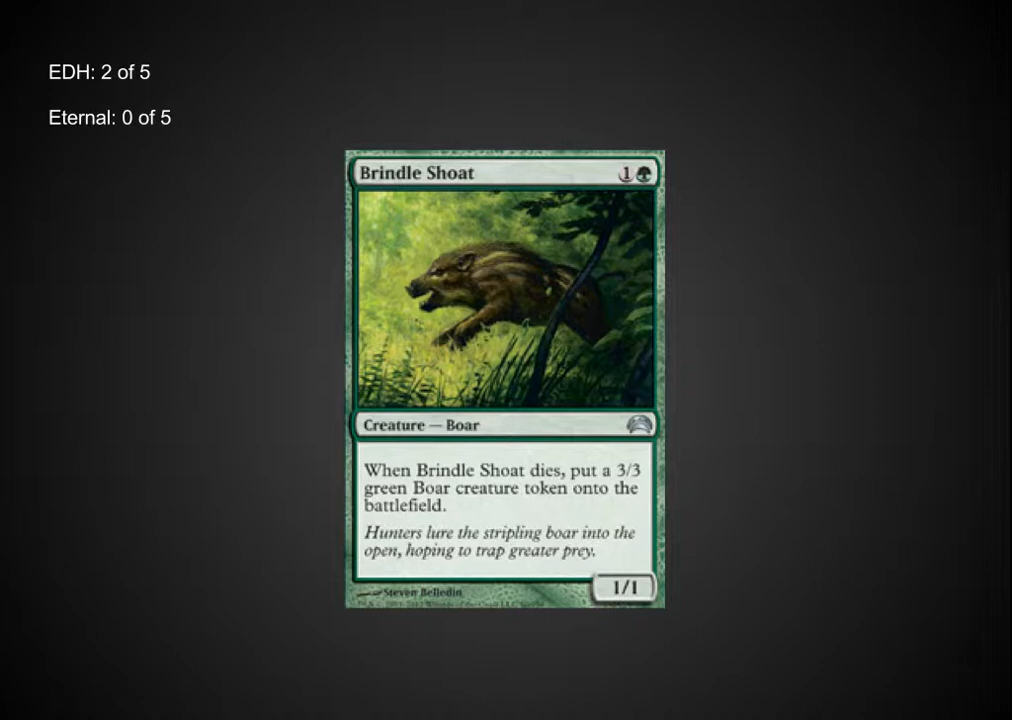 EDH: 2 of 5
Eternal: 0 of 5
Brindle Shoat
1
Creature — Boar
When Brindle Shoat dies, put a 3/3
green Boar creature token onto the
battlefield.
Hunters lure the stripling boar into the
open, hoping to trap greater prey.
1/1
Steven Belledin